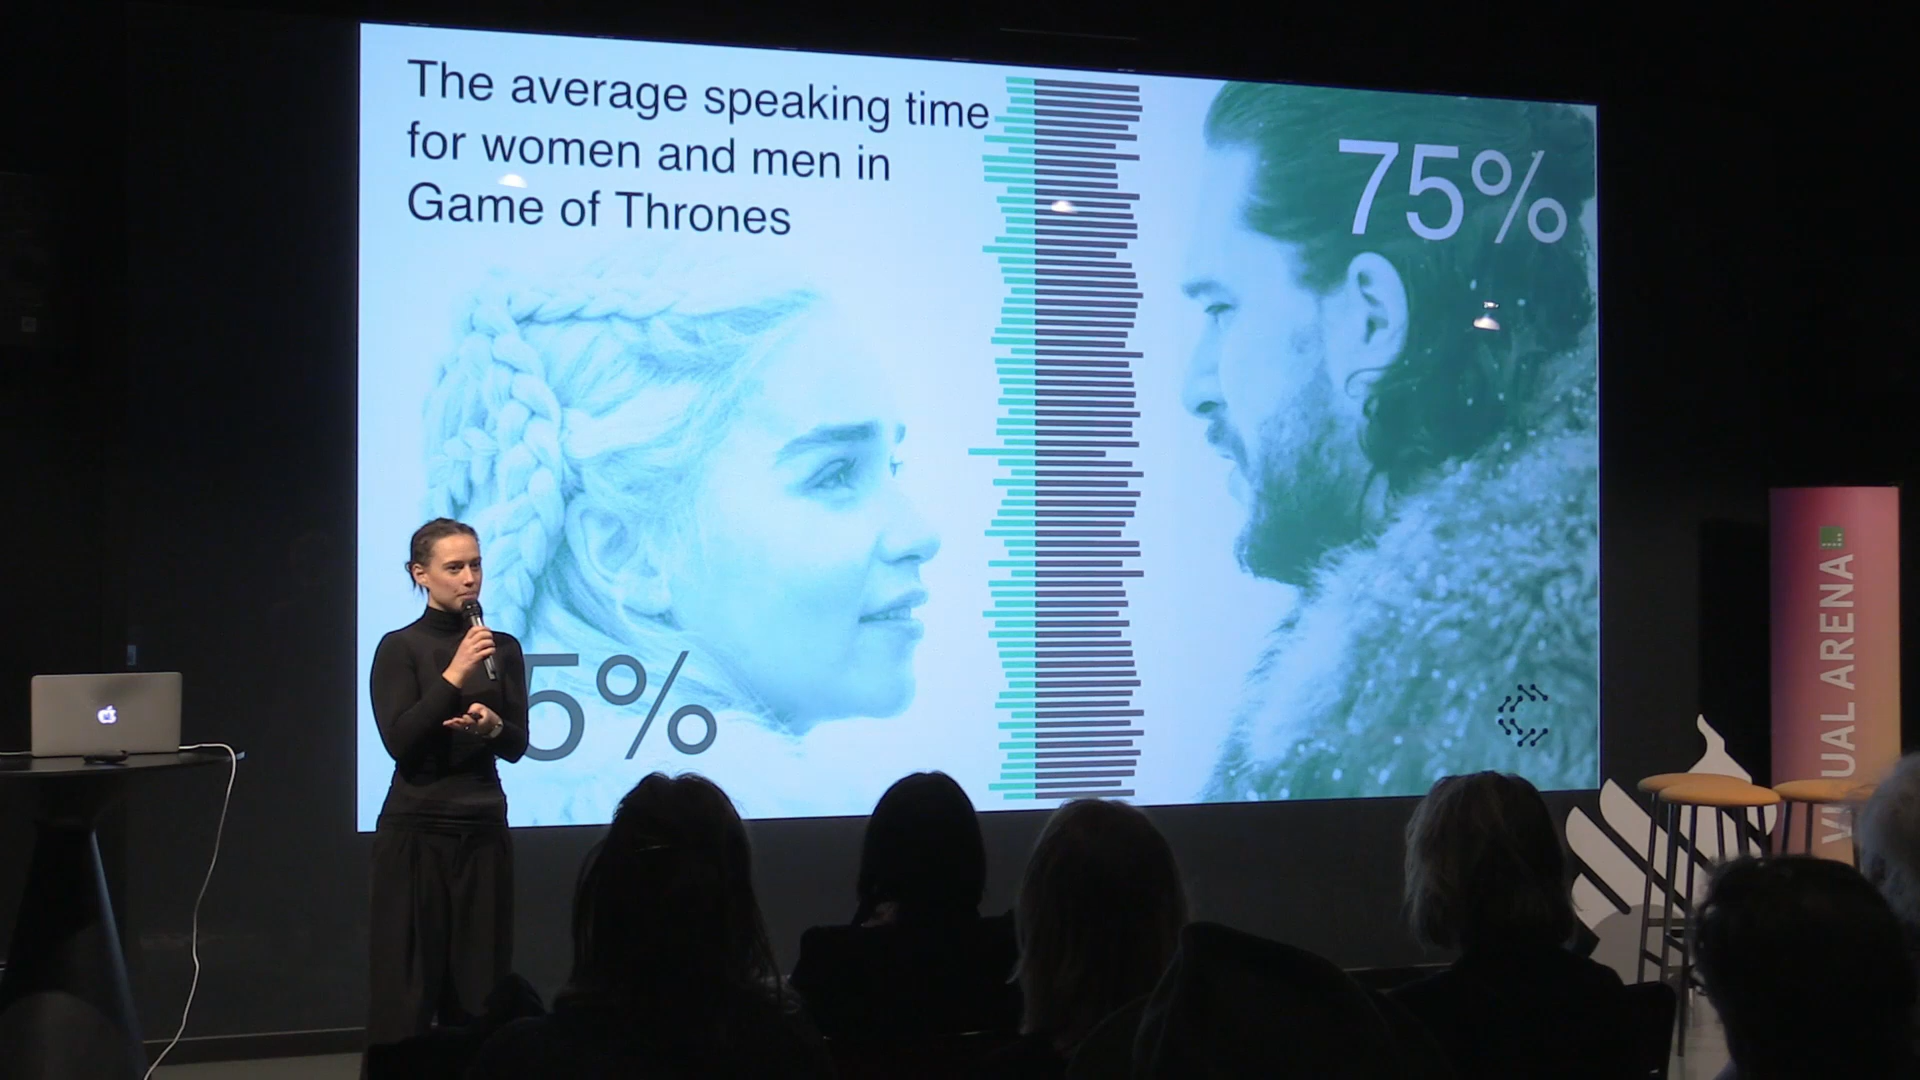 The average speaking time
for women and men in
Game of Thrones
75%
5%
VISUAL ARENA